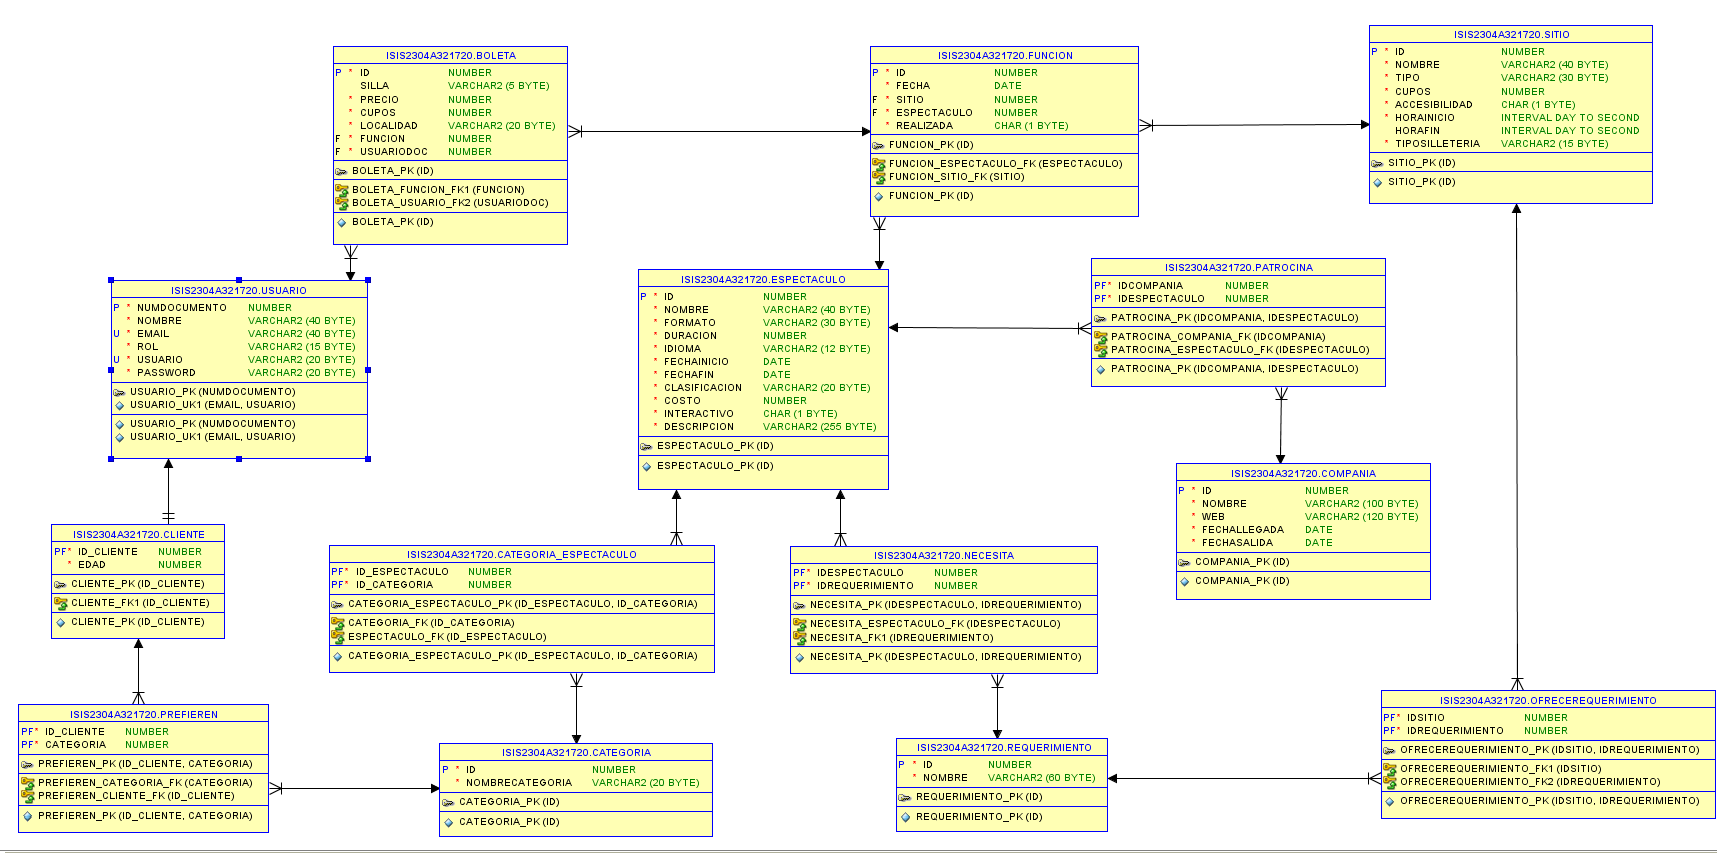 ISIS2304A321720.BOLETA
P * ID NUMBER
SILLA VARCHAR2 (5 BYTE)
* PRECIO NUMBER
* CUPOS NUMBER
* LOCALIDAD VARCHAR2 (20 BYTE)
F * FUNCION NUMBER
F * USUARIODOC NUMBER
BOLETA_PK (ID)
BOLETA_FUNCION_FK1 (FUNCION)
BOLETA_USUARIO_FK2 (USUARIODOC)
BOLETA_PK (ID)
ISIS2304A321720.FUNCION
P * ID NUMBER
* FECHA DATE
F * SITIO NUMBER
F * ESPECTACULO NUMBER
* REALIZADA CHAR (1 BYTE)
FUNCION_PK (ID)
FUNCION_ESPECTACULO_FK (ESPECTACULO)
FUNCION_SITIO_FK (SITIO)
FUNCION_PK (ID)
ISIS2304A321720.SITIO
P * ID NUMBER
* NOMBRE VARCHAR2 (40 BYTE)
* TIPO VARCHAR2 (30 BYTE)
* CUPOS NUMBER
* ACCESIBILIDAD CHAR (1 BYTE)
* HORAINICIO INTERVAL DAY TO SECOND
HORAFIN INTERVAL DAY TO SECOND
* TIPOSILLETERIA VARCHAR2 (15 BYTE)
SITIO_PK (ID)
SITIO_PK (ID)
ISIS2304A321720.USUARIO
P * NUMDOCUMENTO NUMBER
* NOMBRE VARCHAR2 (40 BYTE)
U * EMAIL VARCHAR2 (40 BYTE)
* ROL VARCHAR2 (15 BYTE)
U * USUARIO VARCHAR2 (20 BYTE)
* PASSWORD VARCHAR2 (20 BYTE)
USUARIO_PK (NUMDOCUMENTO)
USUARIO_UK1 (EMAIL, USUARIO)
USUARIO_PK (NUMDOCUMENTO)
USUARIO_UK1 (EMAIL, USUARIO)
ISIS2304A321720.ESPECTACULO
P * ID NUMBER
* NOMBRE VARCHAR2 (40 BYTE)
* FORMATO VARCHAR2 (30 BYTE)
* DURACION NUMBER
* IDIOMA VARCHAR2 (12 BYTE)
* FECHAINICIO DATE
* FECHAFIN DATE
* CLASIFICACION VARCHAR2 (20 BYTE)
* COSTO NUMBER
* INTERACTIVO CHAR (1 BYTE)
* DESCRIPCION VARCHAR2 (255 BYTE)
ESPECTACULO_PK (ID)
ESPECTACULO_PK (ID)
ISIS2304A321720.PATROCINA
PF* IDCOMPANIA NUMBER
PF* IDESPECTACULO NUMBER
PATROCINA_PK (IDCOMPANIA, IDESPECTACULO)
PATROCINA_COMPANIA_FK (IDCOMPANIA)
PATROCINA_ESPECTACULO_FK (IDESPECTACULO)
PATROCINA_PK (IDCOMPANIA, IDESPECTACULO)
ISIS2304A321720.COMPANIA
P * ID NUMBER
* NOMBRE VARCHAR2 (100 BYTE)
* WEB VARCHAR2 (120 BYTE)
* FECHALLEGADA DATE
* FECHASALIDA DATE
COMPANIA_PK (ID)
COMPANIA_PK (ID)
ISIS2304A321720.CLIENTE
PF* ID_CLIENTE NUMBER
* EDAD NUMBER
CLIENTE_PK (ID_CLIENTE)
CLIENTE_FK1 (ID_CLIENTE)
CLIENTE_PK (ID_CLIENTE)
ISIS2304A321720.CATEGORIA_ESPECTACULO
PF* ID_ESPECTACULO NUMBER
PF* ID_CATEGORIA NUMBER
CATEGORIA_ESPECTACULO_PK (ID_ESPECTACULO, ID_CATEGORIA)
CATEGORIA_FK (ID_CATEGORIA)
ESPECTACULO_FK (ID_ESPECTACULO)
CATEGORIA_ESPECTACULO_PK (ID_ESPECTACULO, ID_CATEGORIA)
ISIS2304A321720.NECESITA
PF* IDESPECTACULO NUMBER
PF* IDREQUERIMIENTO NUMBER
NECESITA_PK (IDESPECTACULO, IDREQUERIMIENTO)
NECESITA_ESPECTACULO_FK (IDESPECTACULO)
NECESITA_FK1 (IDREQUERIMIENTO)
NECESITA_PK (IDESPECTACULO, IDREQUERIMIENTO)
ISIS2304A321720.PREFIEREN
PF* ID_CLIENTE NUMBER
PF* CATEGORIA NUMBER
PREFIEREN_PK (ID_CLIENTE, CATEGORIA)
PREFIEREN_CATEGORIA_FK (CATEGORIA)
PREFIEREN_CLIENTE_FK (ID_CLIENTE)
PREFIEREN_PK (ID_CLIENTE, CATEGORIA)
ISIS2304A321720.CATEGORIA
P * ID NUMBER
* NOMBRECATEGORIA VARCHAR2 (20 BYTE)
CATEGORIA_PK (ID)
CATEGORIA_PK (ID)
ISIS2304A321720.REQUERIMIENTO
P * ID NUMBER
* NOMBRE VARCHAR2 (60 BYTE)
REQUERIMIENTO_PK (ID)
REQUERIMIENTO_PK (ID)
ISIS2304A321720.OFRECEREQUERIMIENTO
PF* IDSITIO NUMBER
PF* IDREQUERIMIENTO NUMBER
OFRECEREQUERIMIENTO_PK (IDSITIO, IDREQUERIMIENTO)
OFRECEREQUERIMIENTO_FK1 (IDSITIO)
OFRECEREQUERIMIENTO_FK2 (IDREQUERIMIENTO)
OFRECEREQUERIMIENTO_PK (IDSITIO, IDREQUERIMIENTO)